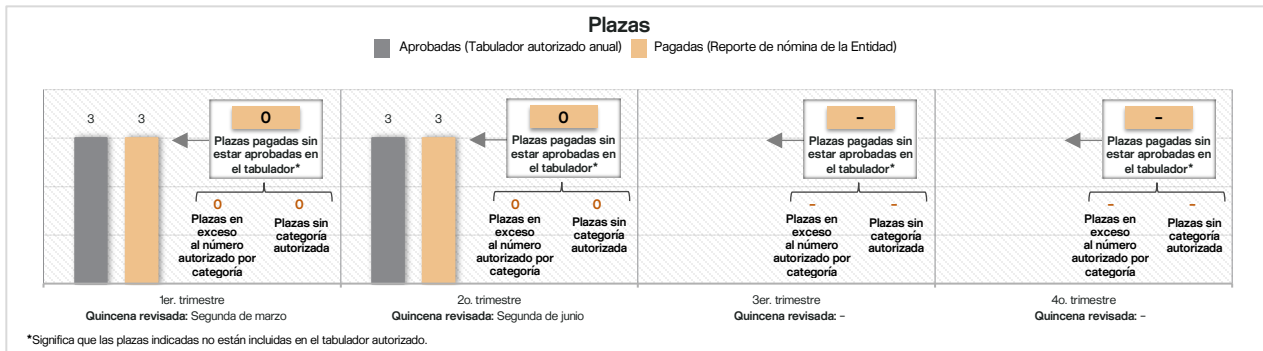 Plazas
Aprobadas (Tabulador autorizado anual) Pagadas (Reporte de nómina de la Entidad)
3 3
0
Plazas pagadas sin
estar aprobadas en
el tabulador*
0 0
Plazas en
exceso
al número
autorizado por
categoría
Plazas sin
categoría
autorizada
1er. trimestre
Quincena revisada: Segunda de marzo
3 3
0
Plazas pagadas sin
estar aprobadas en
el tabulador*
0 0
Plazas en
exceso
al número
autorizado por
categoría
Plazas sin
categoría
autorizada
2o. trimestre
Quincena revisada: Segunda de junio
-
Plazas pagadas sin
estar aprobadas en
el tabulador*
- -
Plazas en
exceso
al número
autorizado por
categoría
Plazas sin
categoría
autorizada
3er. trimestre
Quincena revisada: -
-
Plazas pagadas sin
estar aprobadas en
el tabulador*
- -
Plazas en
exceso
al número
autorizado por
categoría
Plazas sin
categoría
autorizada
4o. trimestre
Quincena revisada: -
*Significa que las plazas indicadas no están incluidas en el tabulador autorizado.